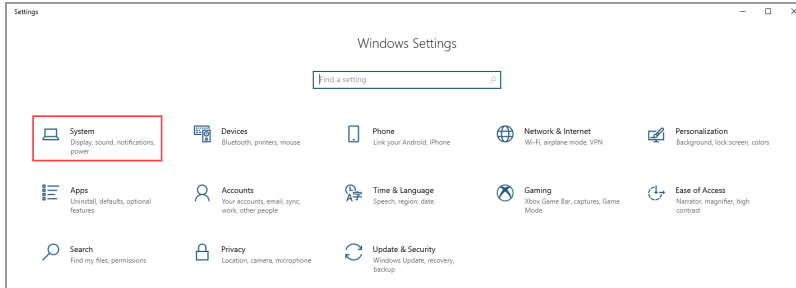 Settings
Windows Settings
Find a setting
System
Display, sound, notifications,
power
Devices
Bluetooth, printers, mouse
Phone
Link your Android, iPhone
Network & Internet
Wi-Fi, airplane mode, VPN
Personalization
Background, lock screen, colors
Apps
Uninstall, defaults, optional
features
Accounts
Your accounts, email, sync,
work, other people
Time & Language
Speech, region, date
Gaming
Xbox Game Bar, captures, Game
Mode
Ease of Access
Narrator, magnifier, high
contrast
Search
Find my files, permissions
Privacy
Location, camera, microphone
Update & Security
Windows Update, recovery,
backup